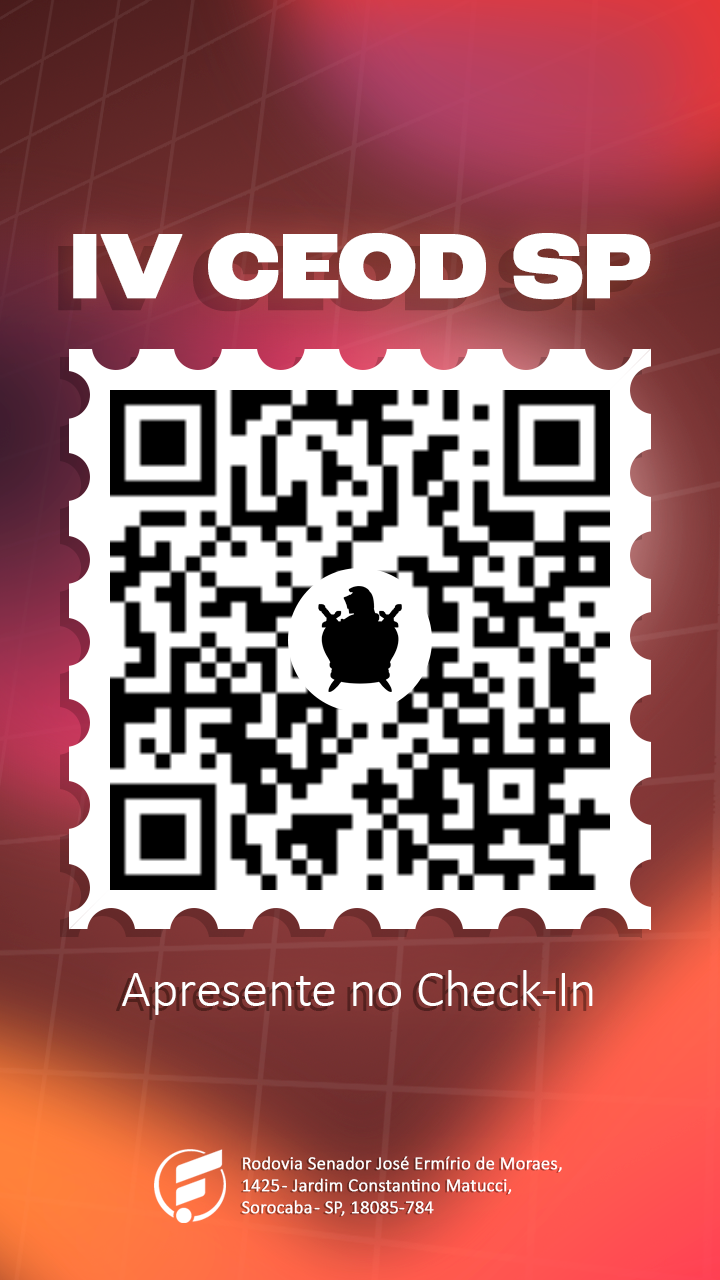 IV CEOD SP
Apresente no Check-In
Rodovia Senador José Ermírio de Moraes,
1425- Jardim Constantino Matucci,
Sorocaba- SP, 18085-784